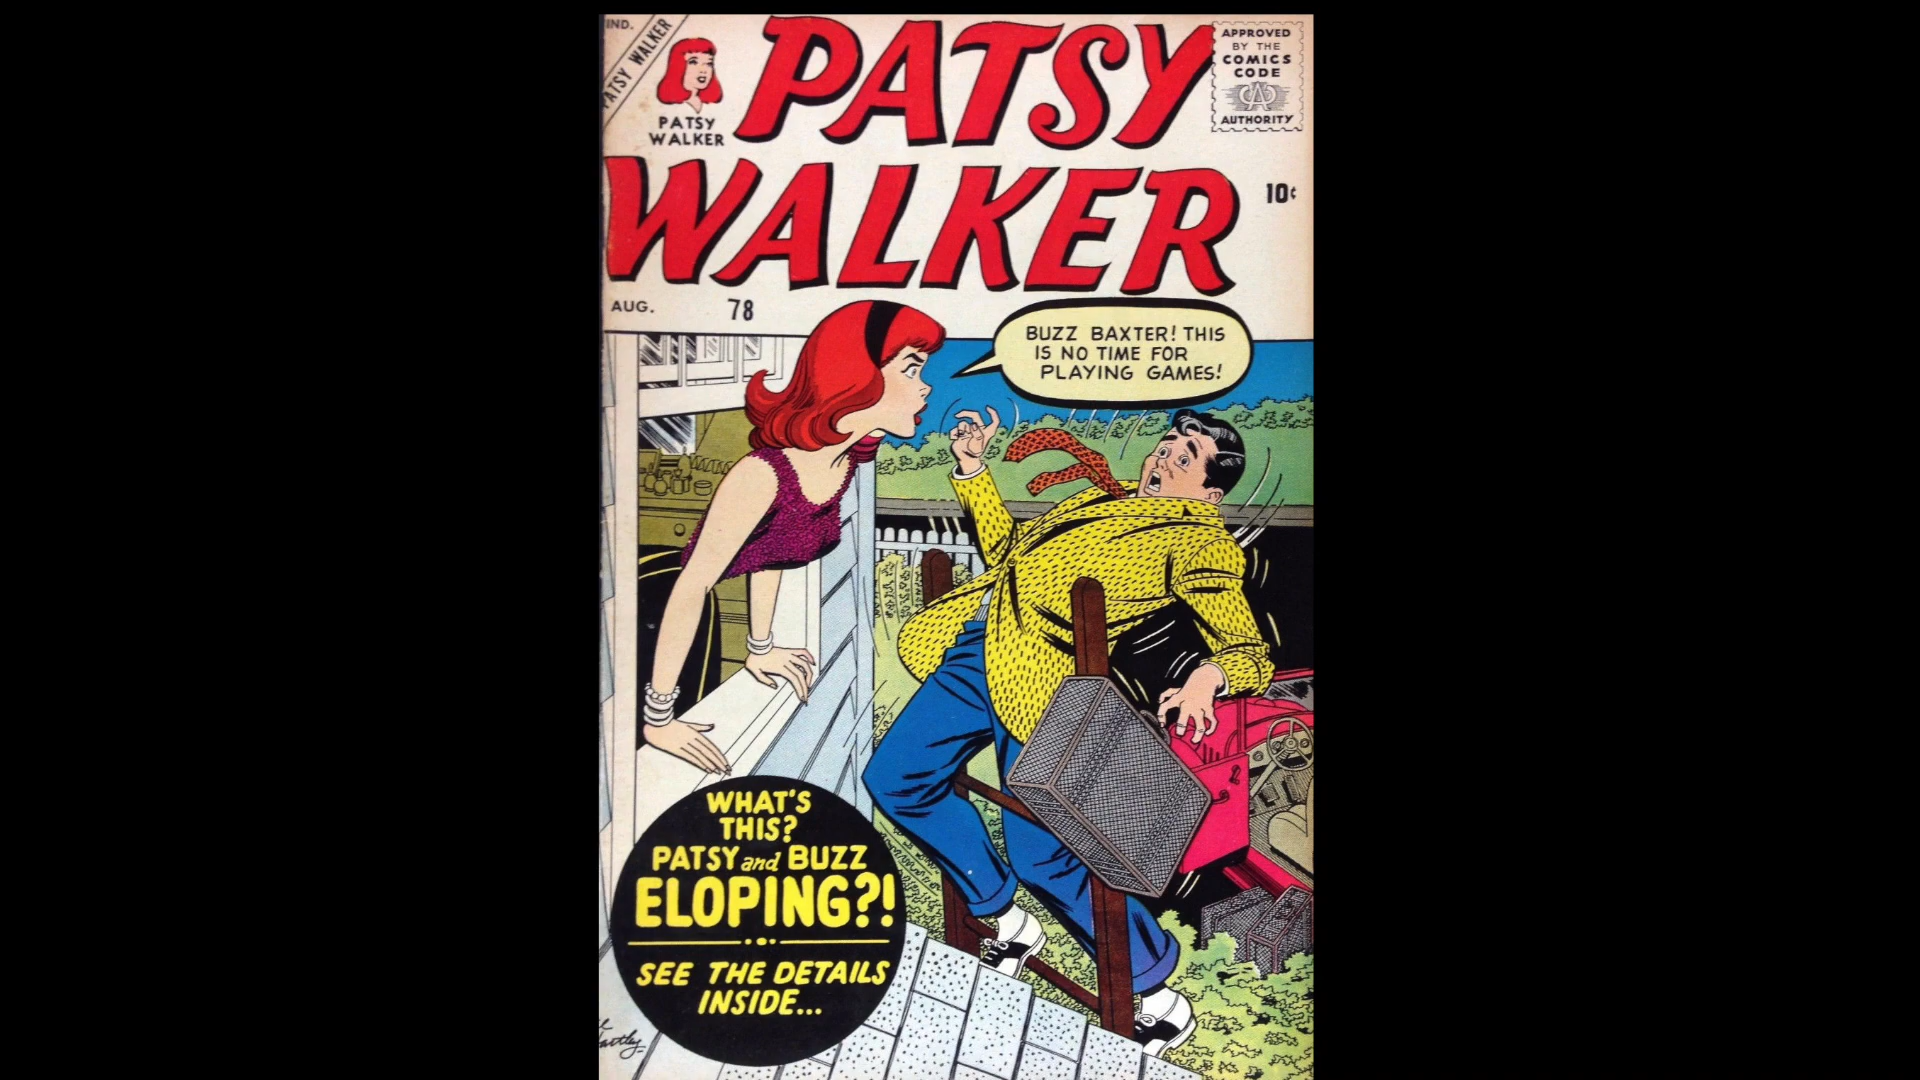 IND.
PATSY WALKER
PATSY
WALKER
PATSY
WALKER
APPROVED
BY THE
COMICS
CODE
CA
AUTHORITY
10¢
AUG. 78
BUZZ BAXTER! THIS
IS NO TIME FOR
PLAYING GAMES!
WHAT'S
THIS?
PATSY and BUZZ
ELOPING?!
SEE THE DETAILS
INSIDE...